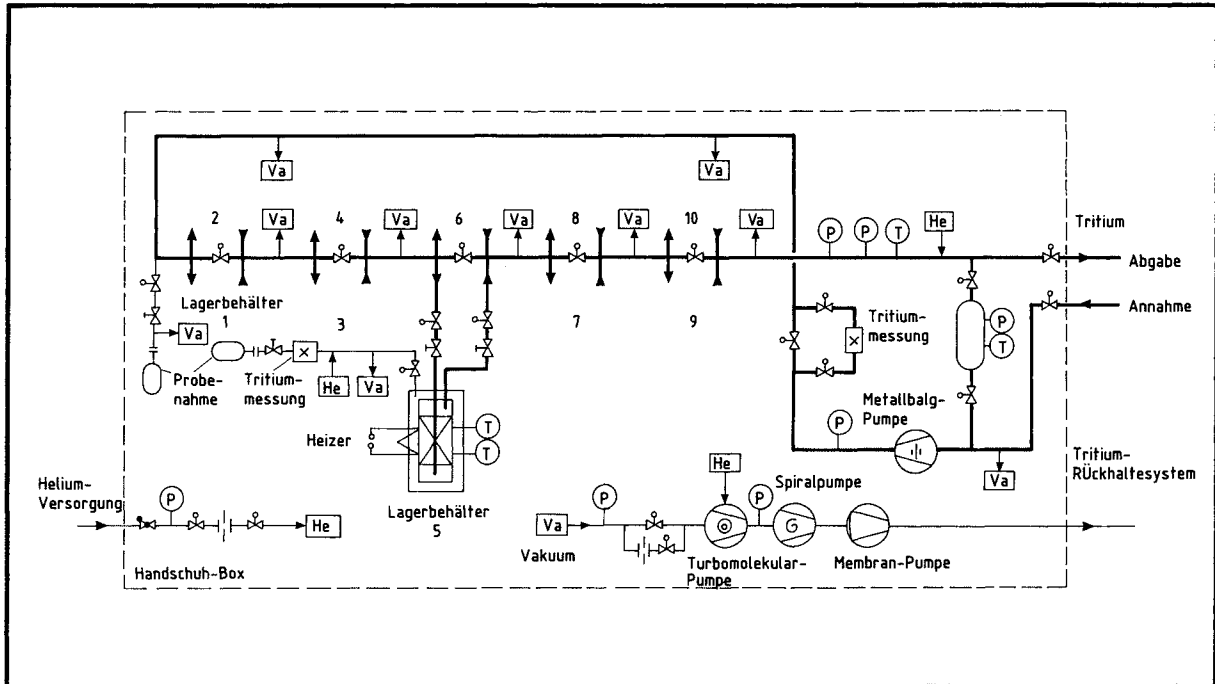 Va
Va
2
Va
4
Va
6
Va
8
Va
10
Va
P
P
T
He
Tritium
Abgabe
Annahme
Lagerbehälter
1
3
7
9
Va
Probe-
nahme
Tritium-
messung
He
Va
Tritium-
messung
P
T
Metallbalg-
Pumpe
P
Va
Heizer
T
T
Lagerbehälter
5
Helium-
Versorgung
P
He
Handschuh-Box
Va
Vakuum
P
He
P
Spiralpumpe
G
Turbomolekular-
Pumpe
Membran-Pumpe
Tritium-
Rückhaltesystem